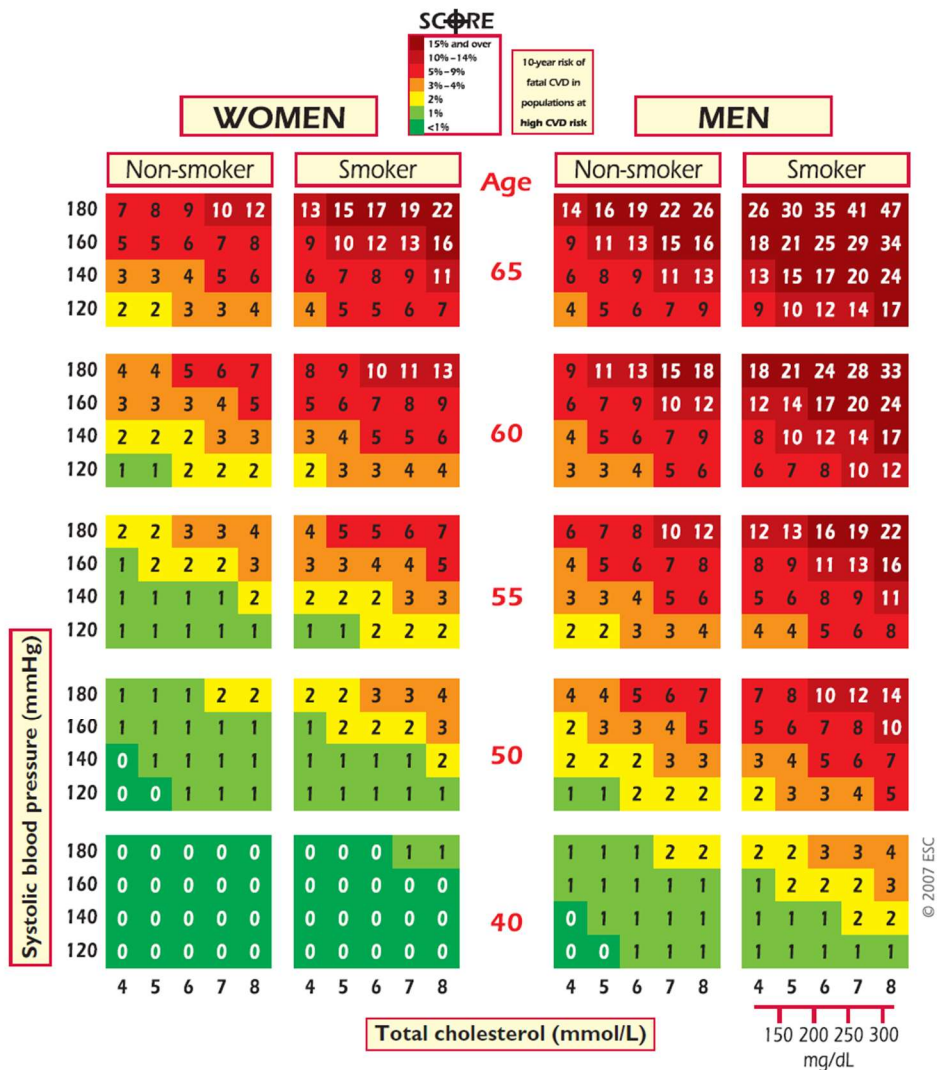 SCORE
15% and over
10%–14%
5%–9%
3%–4%
2%
1%
<1%
10-year risk of
fatal CVD in
populations at
high CVD risk
WOMEN
MEN
Non-smoker Smoker Age Non-smoker Smoker
180 7 8 9 10 12 13 15 17 19 22 14 16 19 22 26 26 30 35 41 47
160 5 5 6 7 8 9 10 12 13 16 9 11 13 15 16 18 21 25 29 34
65
140 3 3 4 5 6 6 7 8 9 11 6 8 9 11 13 13 15 17 20 24
120 2 2 3 3 4 4 5 5 6 7 4 5 6 7 9 9 10 12 14 17
180 4 4 5 6 7 8 9 10 11 13 9 11 13 15 18 18 21 24 28 33
160 3 3 3 4 5 5 6 7 8 9 6 7 9 10 12 12 14 17 20 24
60
140 2 2 2 3 3 3 4 5 5 6 4 5 6 7 9 8 10 12 14 17
120 1 1 2 2 2 2 3 3 4 4 3 3 4 5 6 6 7 8 10 12
180 2 2 3 3 4 4 5 5 6 7 6 7 8 10 12 12 13 16 19 22
160 1 2 2 2 3 3 3 4 4 5 4 5 6 7 8 8 9 11 13 16
55
140 1 1 1 1 2 2 2 2 3 3 3 3 4 5 6 5 6 8 9 11
120 1 1 1 1 1 1 1 2 2 2 2 2 3 3 4 4 4 5 6 8
180 1 1 1 2 2 2 2 3 3 4 4 4 5 6 7 7 8 10 12 14
160 1 1 1 1 1 1 2 2 2 3 2 3 3 4 5 5 6 7 8 10
50
140 0 1 1 1 1 1 1 1 1 2 2 2 2 3 3 3 4 5 6 7
120 0 0 1 1 1 1 1 1 1 1 1 1 2 2 2 2 3 3 4 5
180 0 0 0 0 0 0 0 0 1 1 1 1 1 2 2 2 2 3 3 4
160 0 0 0 0 0 0 0 0 0 0 1 1 1 1 1 1 2 2 2 3
40
140 0 0 0 0 0 0 0 0 0 0 0 1 1 1 1 1 1 1 2 2
120 0 0 0 0 0 0 0 0 0 0 0 0 1 1 1 1 1 1 1 1
4 5 6 7 8 4 5 6 7 8 4 5 6 7 8 4 5 6 7 8
Systolic blood pressure (mmHg)
Total cholesterol (mmol/L)
150 200 250 300
mg/dL
© 2007 ESC